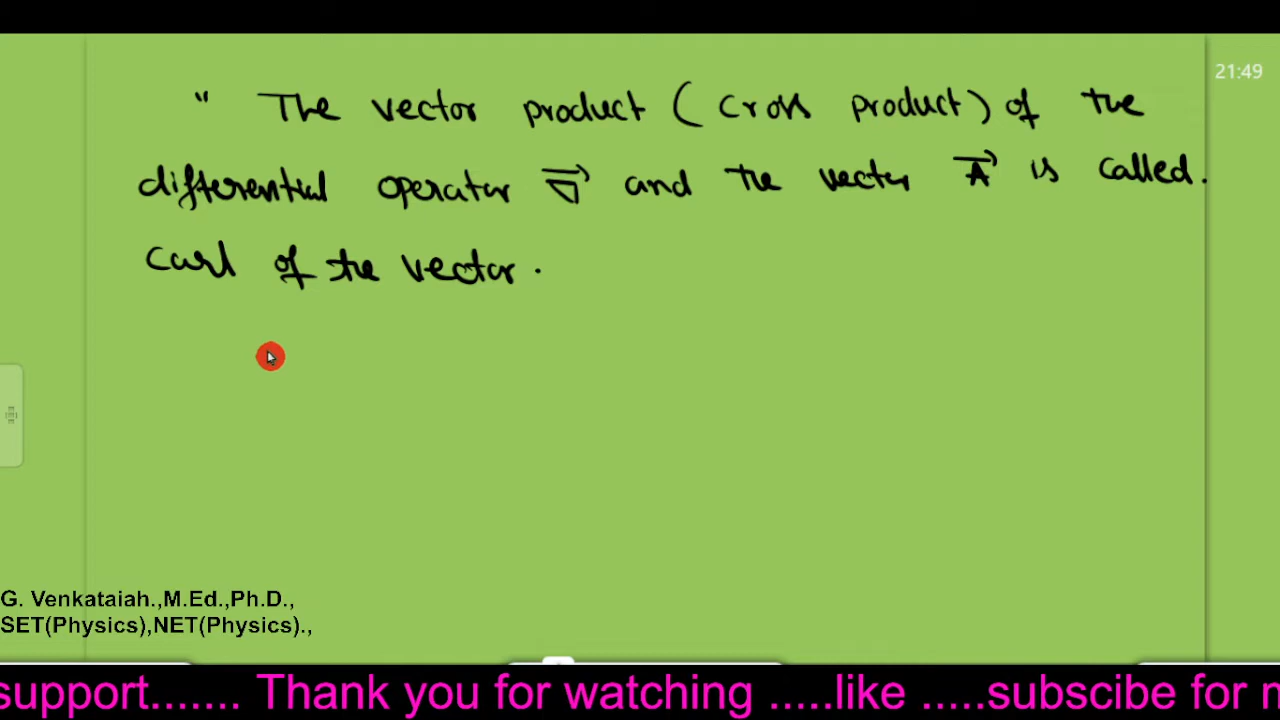 21:49
" The vector product (cross product) of the
differential operator ∇⃗ and the vector A⃗ is called.
curl of the vector.
G. Venkataiah.,M.Ed.,Ph.D.,
SET(Physics),NET(Physics).,
support....... Thank you for watching .....like .....subscibe for m